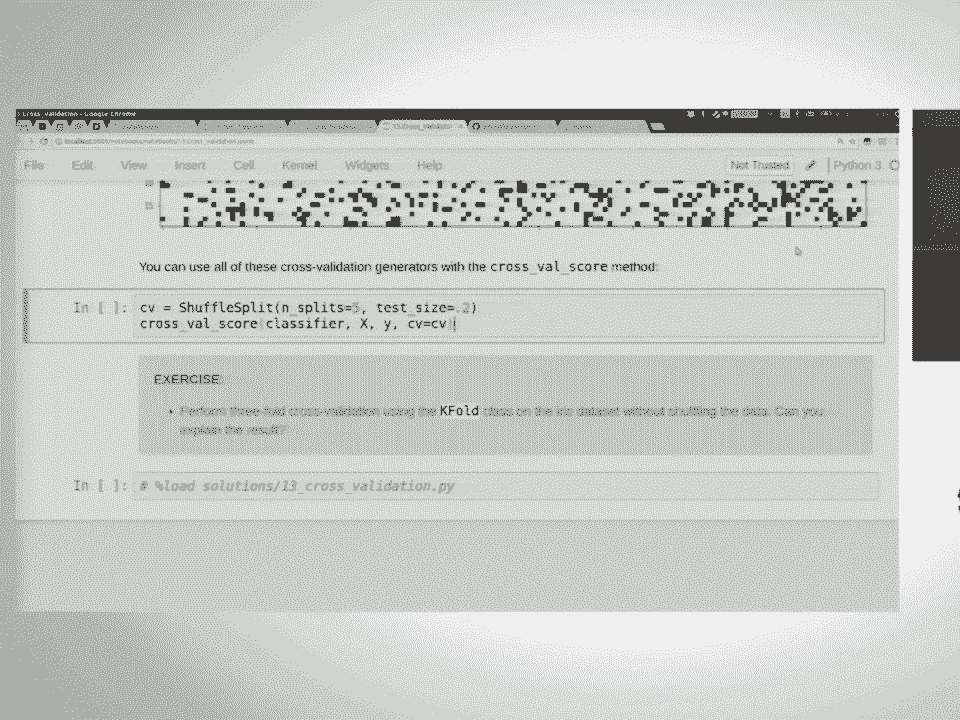 Cross_Validation - Google Chrome
File Edit View Insert Cell Kernel Widgets Help Not Trusted Python 3
You can use all of these cross-validation generators with the cross_val_score method:
In [ ]: cv = ShuffleSplit(n_splits=5, test_size=.2)
cross_val_score(classifier, X, y, cv=cv)
EXERCISE:
• Perform three-fold cross-validation using the KFold class on the iris dataset without shuffling the data. Can you
explain the result?
In [ ]: # %load solutions/13_cross_validation.py